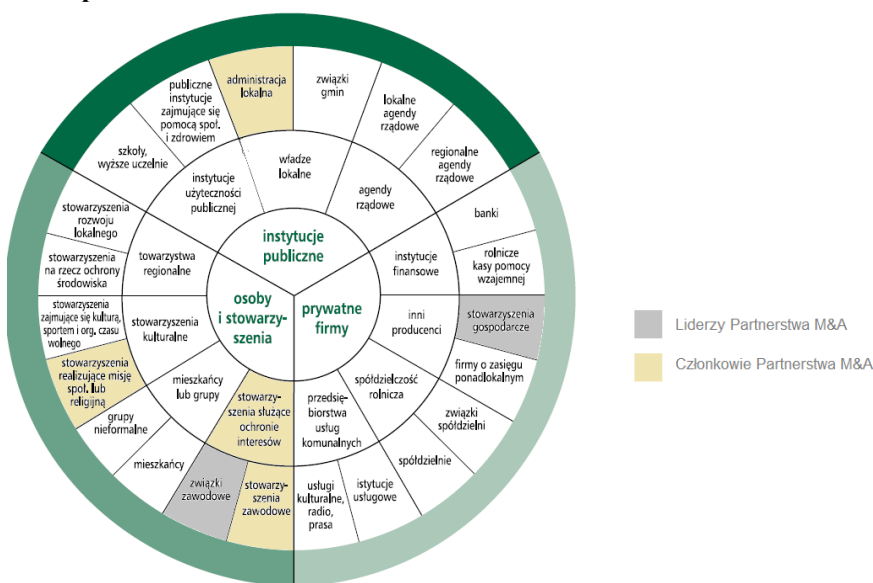 publiczne
instytucje
zajmujące się
pomocą społ.
i zdrowiem
administracja
lokalna
związki
gmin
lokalne
agendy
rządowe
regionalne
agendy
rządowe
szkoły,
wyższe uczelnie
instytucje
użyteczności
publicznej
władze
lokalne
agendy
rządowe
instytucje
publiczne
stowarzyszenia
rozwoju
lokalnego
stowarzyszenia
na rzecz ochrony
środowiska
stowarzyszenia
zajmujące się kulturą,
sportem i org. czasu
wolnego
stowarzyszenia
realizujące misję
społ. lub
religijną
grupy
nieformalne
mieszkańcy
związki
zawodowe
stowarzy-
szenia
zawodowe
towarzystwa
regionalne
stowarzyszenia
kulturalne
mieszkańcy
lub grupy
stowarzy-
szenia służące
ochronie
interesów
osoby
i stowarzy-
szenia
prywatne
firmy
instytucje
finansowe
inni
producenci
spółdzielczość
rolnicza
przedsię-
biorstwa
usług
komunalnych
banki
rolnicze
kasy pomocy
wzajemnej
stowarzyszenia
gospodarcze
firmy o zasięgu
ponadlokalnym
związki
spółdzielni
spółdzielnie
istytucje
usługowe
usługi
kulturalne,
radio,
prasa
Liderzy Partnerstwa M&A
Członkowie Partnerstwa M&A